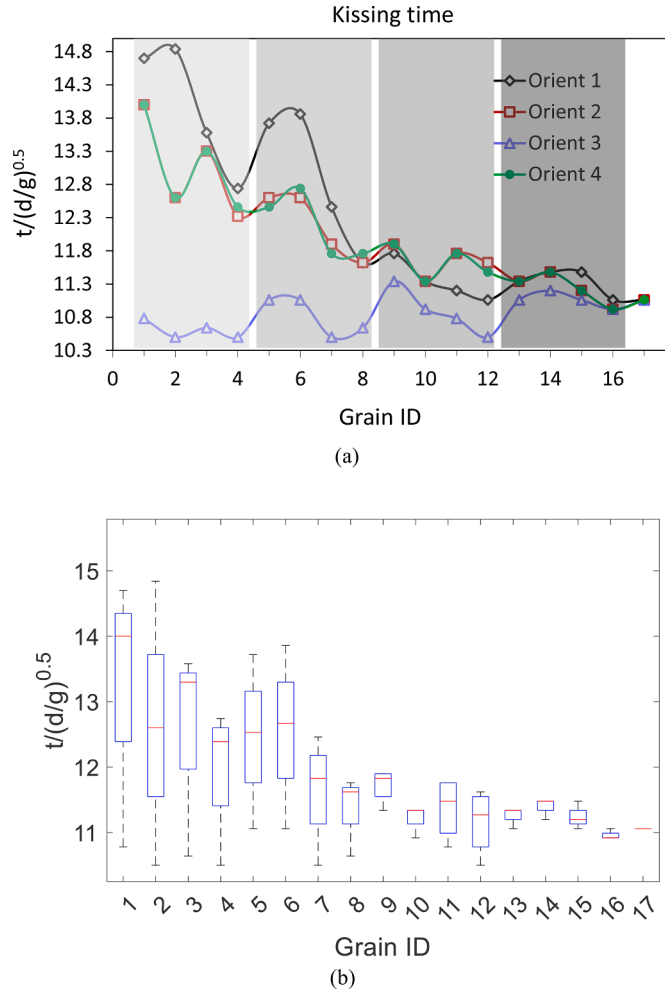 Kissing time
14.8
14.3
13.8
13.3
12.8
12.3
11.8
11.3
10.8
10.3
t/(d/g)^0.5
Orient 1
Orient 2
Orient 3
Orient 4
0 2 4 6 8 10 12 14 16
Grain ID
(a)
15
14
13
12
11
t/(d/g)^0.5
1 2 3 4 5 6 7 8 9 10 11 12 13 14 15 16 17
Grain ID
(b)